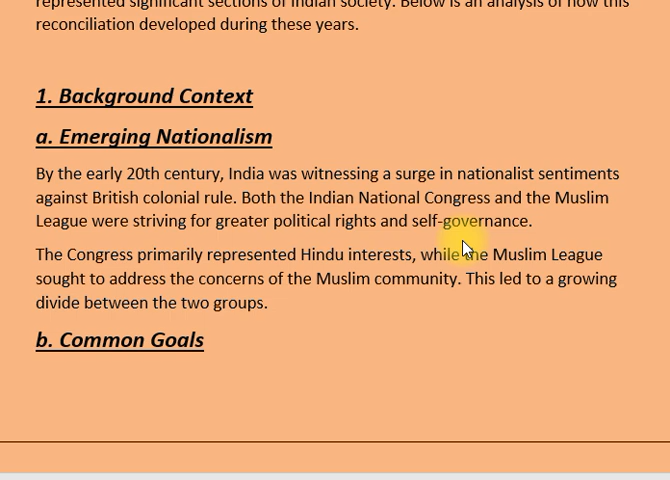 represented significant sections of Indian society. Below is an analysis of how this
reconciliation developed during these years.
1. Background Context
a. Emerging Nationalism
By the early 20th century, India was witnessing a surge in nationalist sentiments
against British colonial rule. Both the Indian National Congress and the Muslim
League were striving for greater political rights and self-governance.
The Congress primarily represented Hindu interests, while the Muslim League
sought to address the concerns of the Muslim community. This led to a growing
divide between the two groups.
b. Common Goals